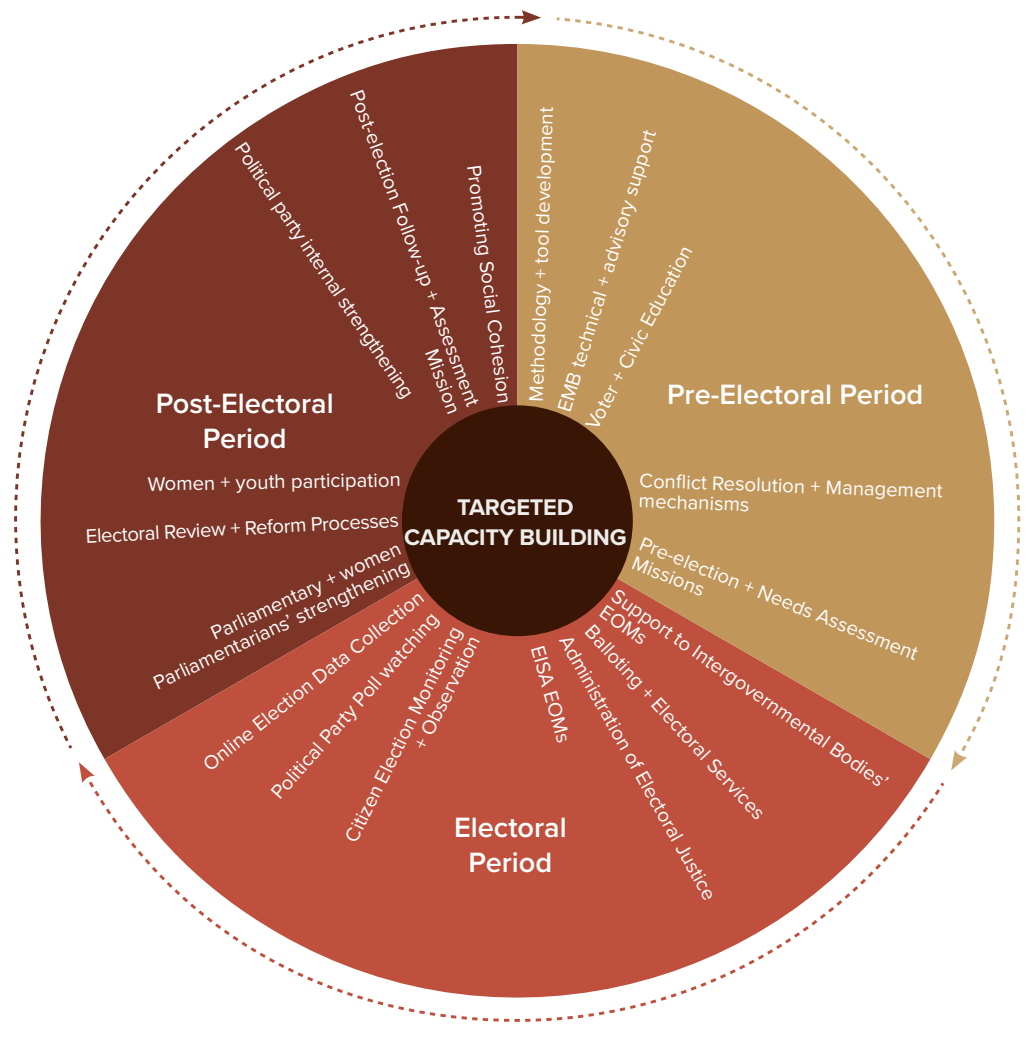 TARGETED
CAPACITY BUILDING
Pre-Electoral Period
Methodology + tool development
EMB technical + advisory support
Voter + Civic Education
Conflict Resolution + Management
mechanisms
Pre-election + Needs Assessment
Missions
Electoral
Period
Support to Intergovernmental Bodies’
EOMs
Balloting + Electoral Services
Administration of Electoral Justice
EISA EOMs
Citizen Election Monitoring
+ Observation
Political Party Poll watching
Online Election Data Collection
Post-Electoral
Period
Parliamentary + women
Parliamentarians’ strengthening
Electoral Review + Reform Processes
Women + youth participation
Political party internal strengthening
Post-election Follow-up + Assessment
Mission
Promoting Social Cohesion